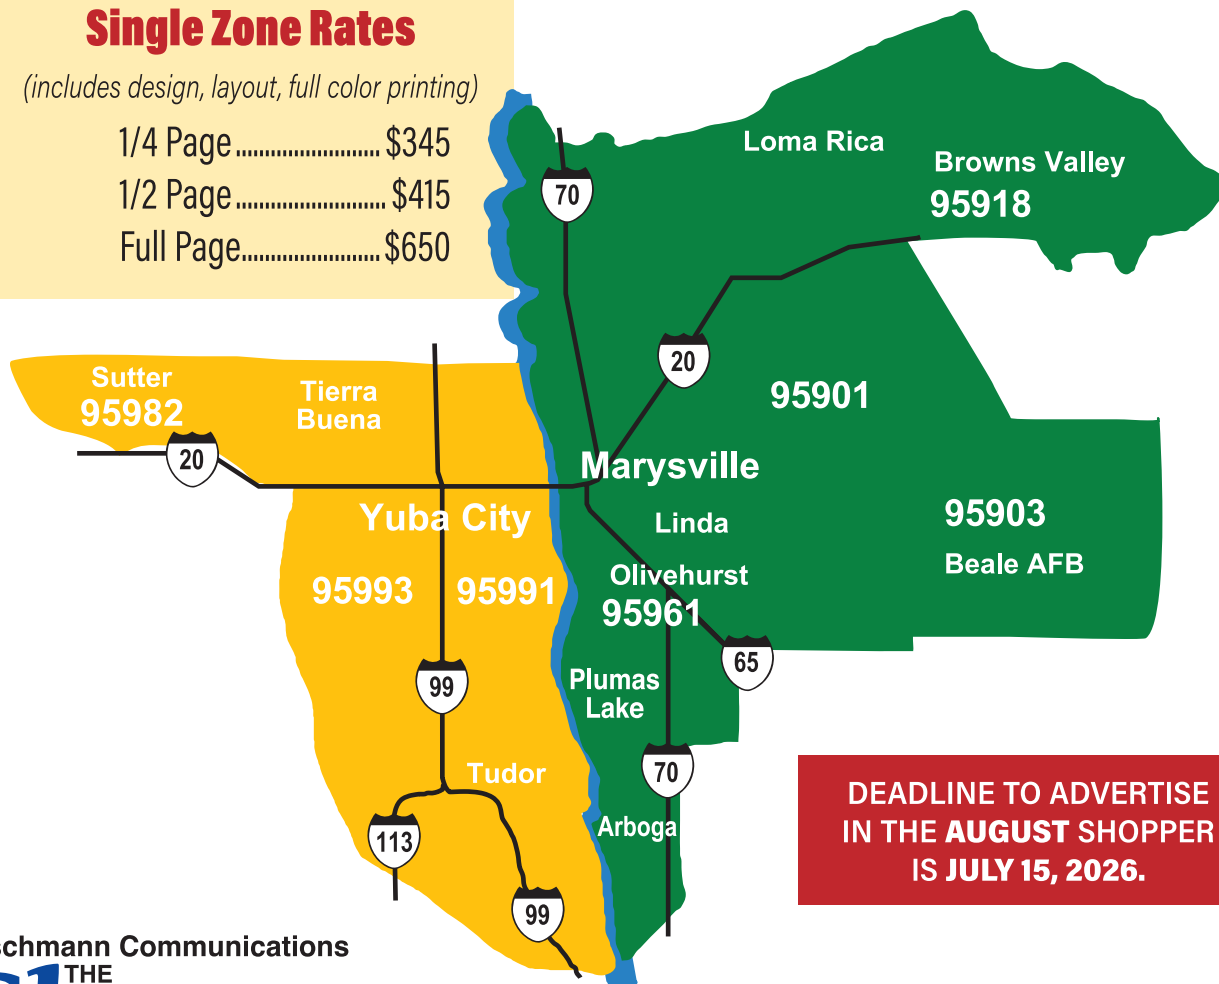 Single Zone Rates
(includes design, layout, full color printing)
1/4 Page......................... $345
1/2 Page.......................... $415
Full Page........................ $650
Loma Rica
Browns Valley
95918
70
20
Sutter
95982
Tierra
Buena
20
95901
Marysville
Yuba City
Linda
95903
Beale AFB
95993
95991
Olivehurst
95961
65
99
Plumas
Lake
70
Tudor
Arboga
113
99
DEADLINE TO ADVERTISE
IN THE AUGUST SHOPPER
IS JULY 15, 2026.
Communications
THE